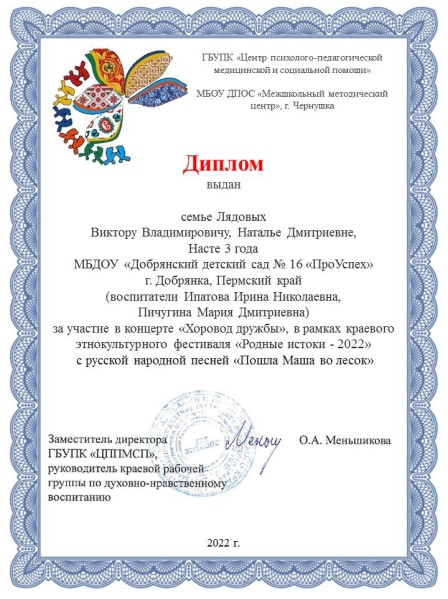 ГБУПК «Центр психолого-педагогической
медицинской и социальной помощи»
МБОУ ДПОС «Межшкольный методический
центр», г. Чернушка
Диплом
выдан
семье Лядовых
Виктору Владимировичу, Наталье Дмитриевне,
Насте 3 года
МБДОУ «Добрянский детский сад № 16 «ПроУспех»
г. Добрянка, Пермский край
(воспитатели Ипатова Ирина Николаевна,
Пичугина Мария Дмитриевна)
за участие в концерте «Хоровод дружбы», в рамках краевого
этнокультурного фестиваля «Родные истоки - 2022»
с русской народной песней «Пошла Маша во лесок»
Заместитель директора О.А. Меньшикова
ГБУПК «ЦППМСП»,
руководитель краевой рабочей
группы по духовно-нравственному
воспитанию
2022 г.